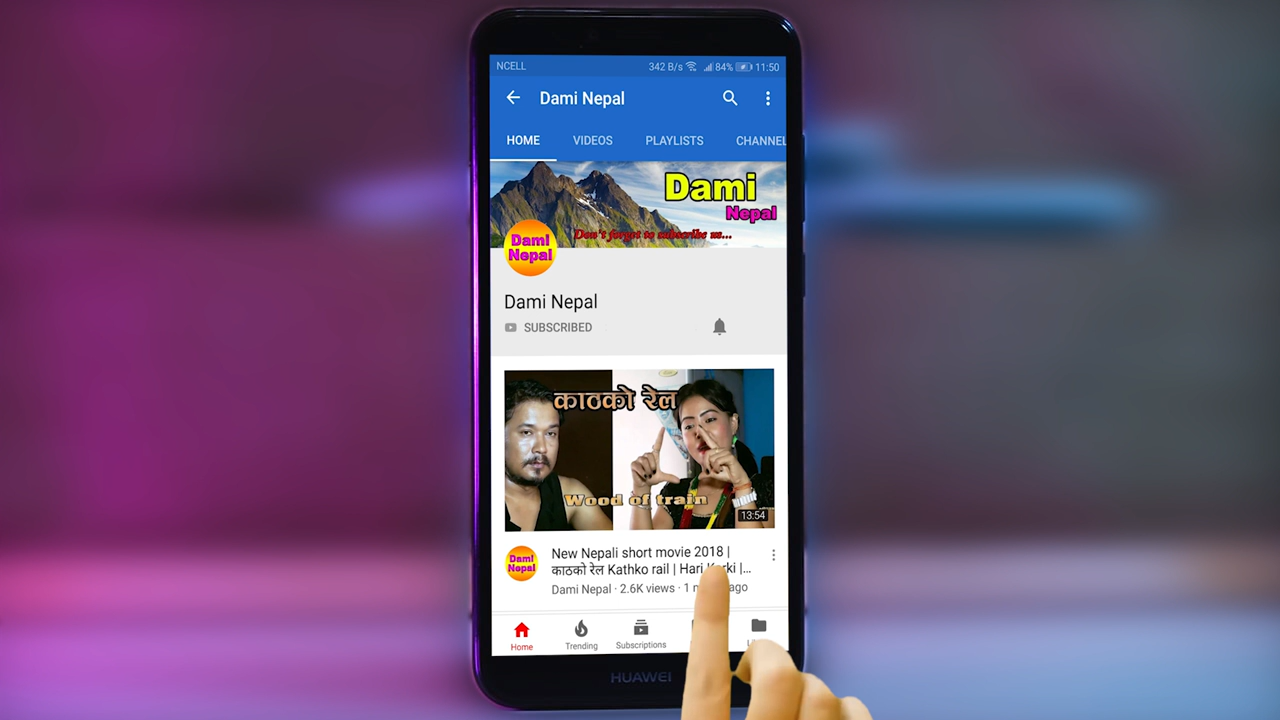 NCELL
342 B/s 84% 11:50
Dami Nepal
HOME VIDEOS PLAYLISTS CHANNEL
Dami
Nepal
Don't forget to subscribe us...
Dami
Nepal
Dami Nepal
SUBSCRIBED
काठको रेल
Wood of train
13:54
Dami
Nepal
New Nepali short movie 2018 |
काठको रेल Kathko rail | Hari Karki |...
Dami Nepal · 2.6K views · 1 ago
Home Trending Subscriptions
HUAWEI